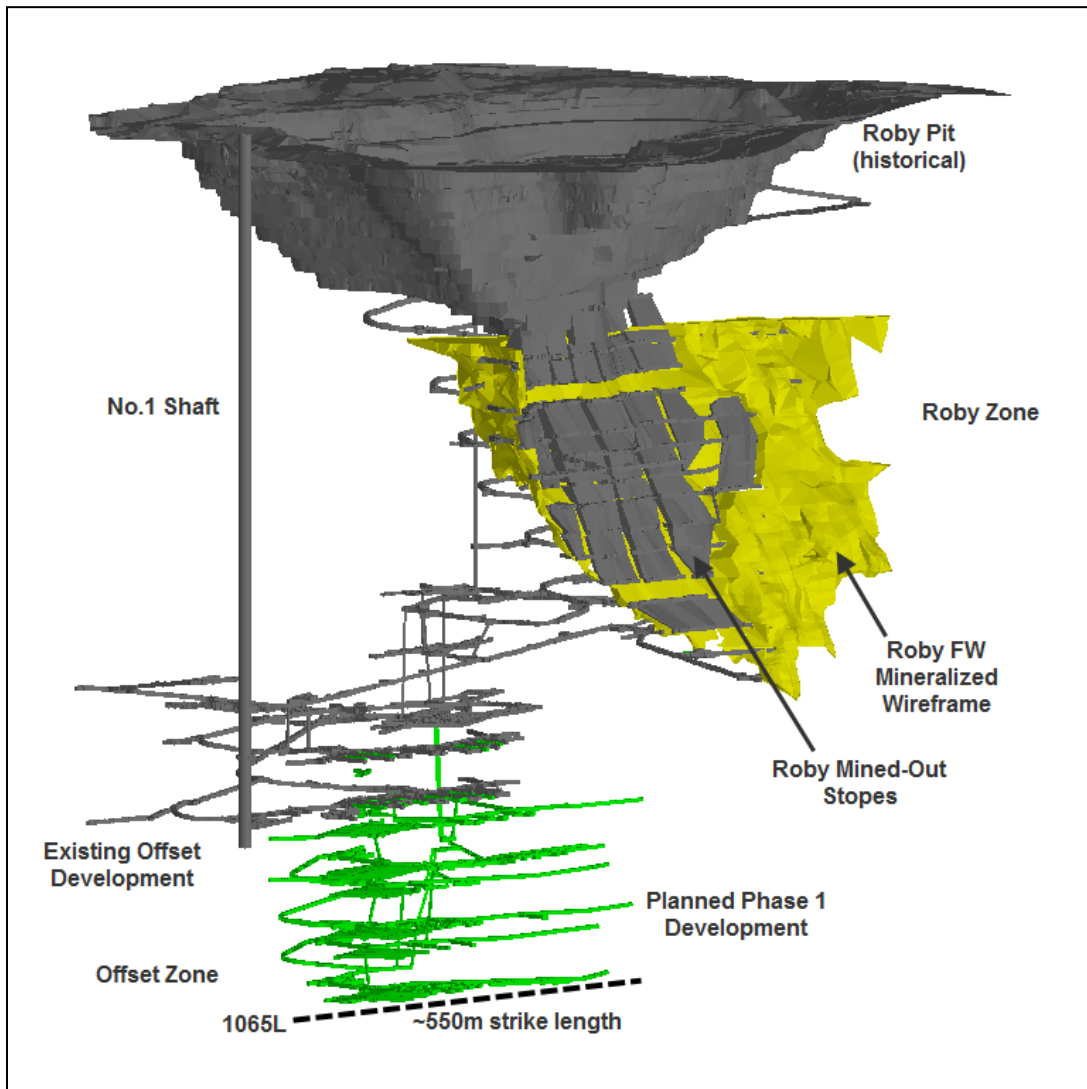 Roby Pit
(historical)
No.1 Shaft
Roby Zone
Roby FW
Mineralized
Wireframe
Roby Mined-Out
Stopes
Existing Offset
Development
Planned Phase 1
Development
Offset Zone
1065L
~550m strike length